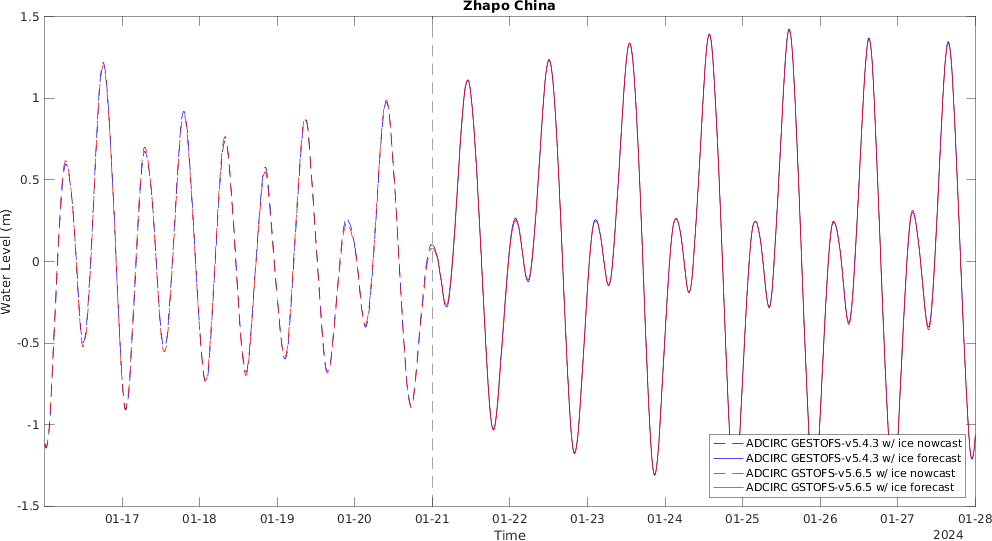 Zhapo China
1.5
1
0.5
0
-0.5
-1
-1.5
Water Level (m)
ADCIRC GESTOFS-v5.4.3 w/ ice nowcast
ADCIRC GESTOFS-v5.4.3 w/ ice forecast
ADCIRC GSTOFS-v5.6.5 w/ ice nowcast
ADCIRC GSTOFS-v5.6.5 w/ ice forecast
01-17 01-18 01-19 01-20 01-21 01-22 01-23 01-24 01-25 01-26 01-27 01-28
Time
2024